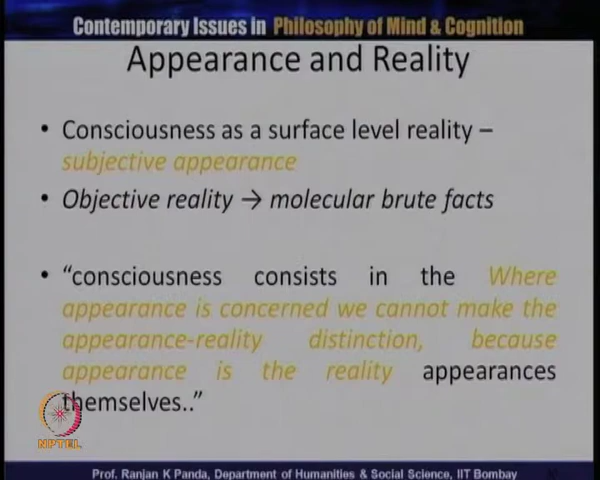 Contemporary Issues in Philosophy of Mind & Cognition
Appearance and Reality
• Consciousness as a surface level reality –
subjective appearance
• Objective reality → molecular brute facts
• “consciousness consists in the Where
appearance is concerned we cannot make the
appearance-reality distinction, because
appearance is the reality appearances
themselves..”
NPTEL
Prof. Ranjan K Panda, Department of Humanities & Social Science, IIT Bombay